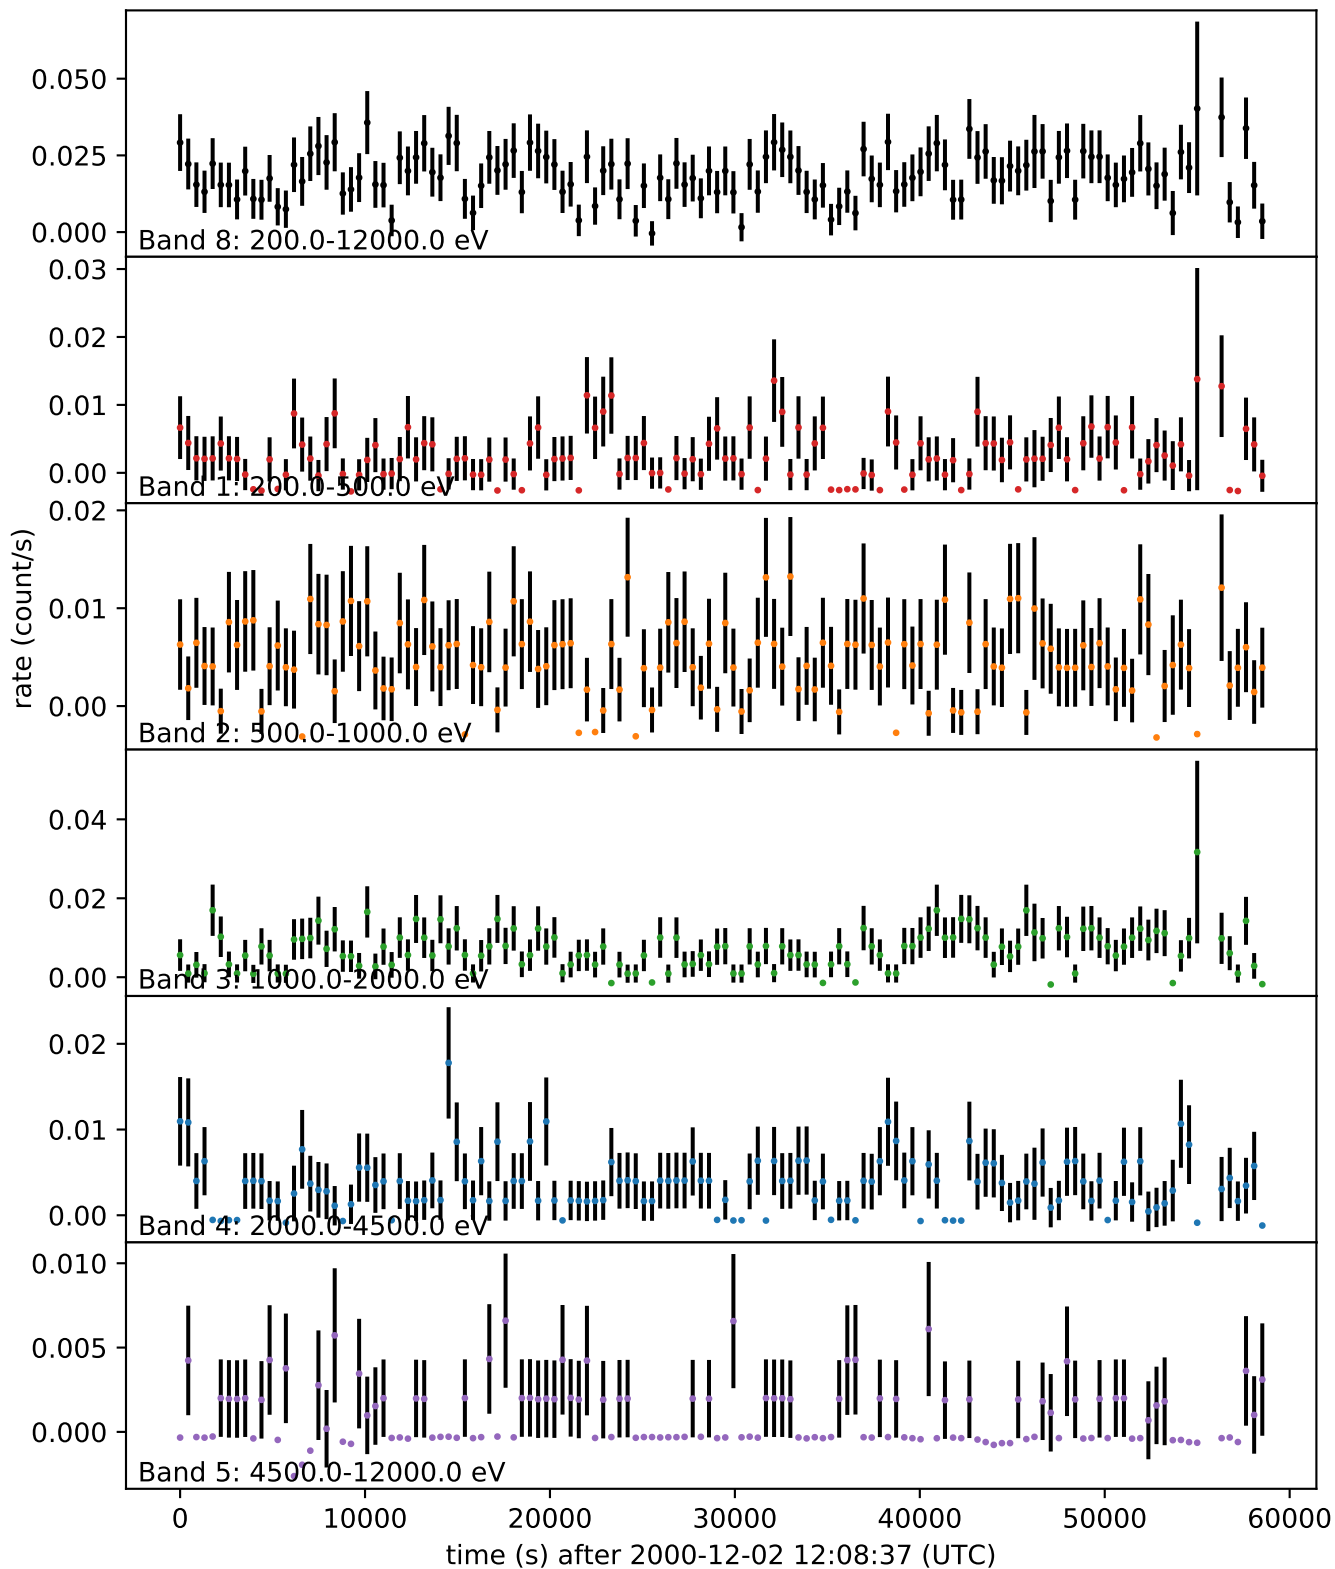 0.050
0.025
0.000
Band 8: 200.0-12000.0 eV
0.03
0.02
0.01
0.00
Band 1: 200.0-500.0 eV
0.02
0.01
0.00
Band 2: 500.0-1000.0 eV
rate (count/s)
0.04
0.02
0.00
Band 3: 1000.0-2000.0 eV
0.02
0.01
0.00
Band 4: 2000.0-4500.0 eV
0.010
0.005
0.000
Band 5: 4500.0-12000.0 eV
0 10000 20000 30000 40000 50000 60000
time (s) after 2000-12-02 12:08:37 (UTC)